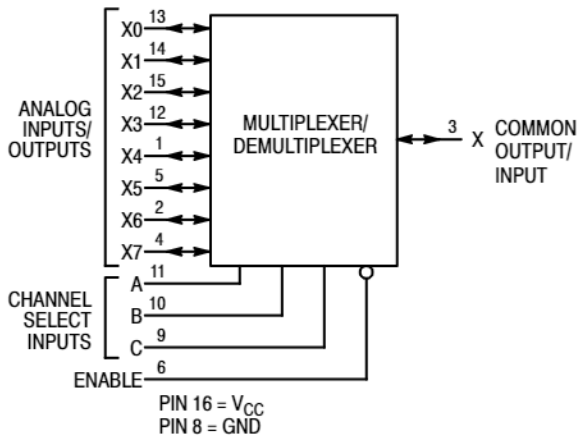 X0 13
X1 14
X2 15
X3 12
X4 1
X5 5
X6 2
X7 4
ANALOG
INPUTS/
OUTPUTS
MULTIPLEXER/
DEMULTIPLEXER
3 X COMMON
OUTPUT/
INPUT
A 11
B 10
C 9
CHANNEL
SELECT
INPUTS
ENABLE 6
PIN 16 = VCC
PIN 8 = GND